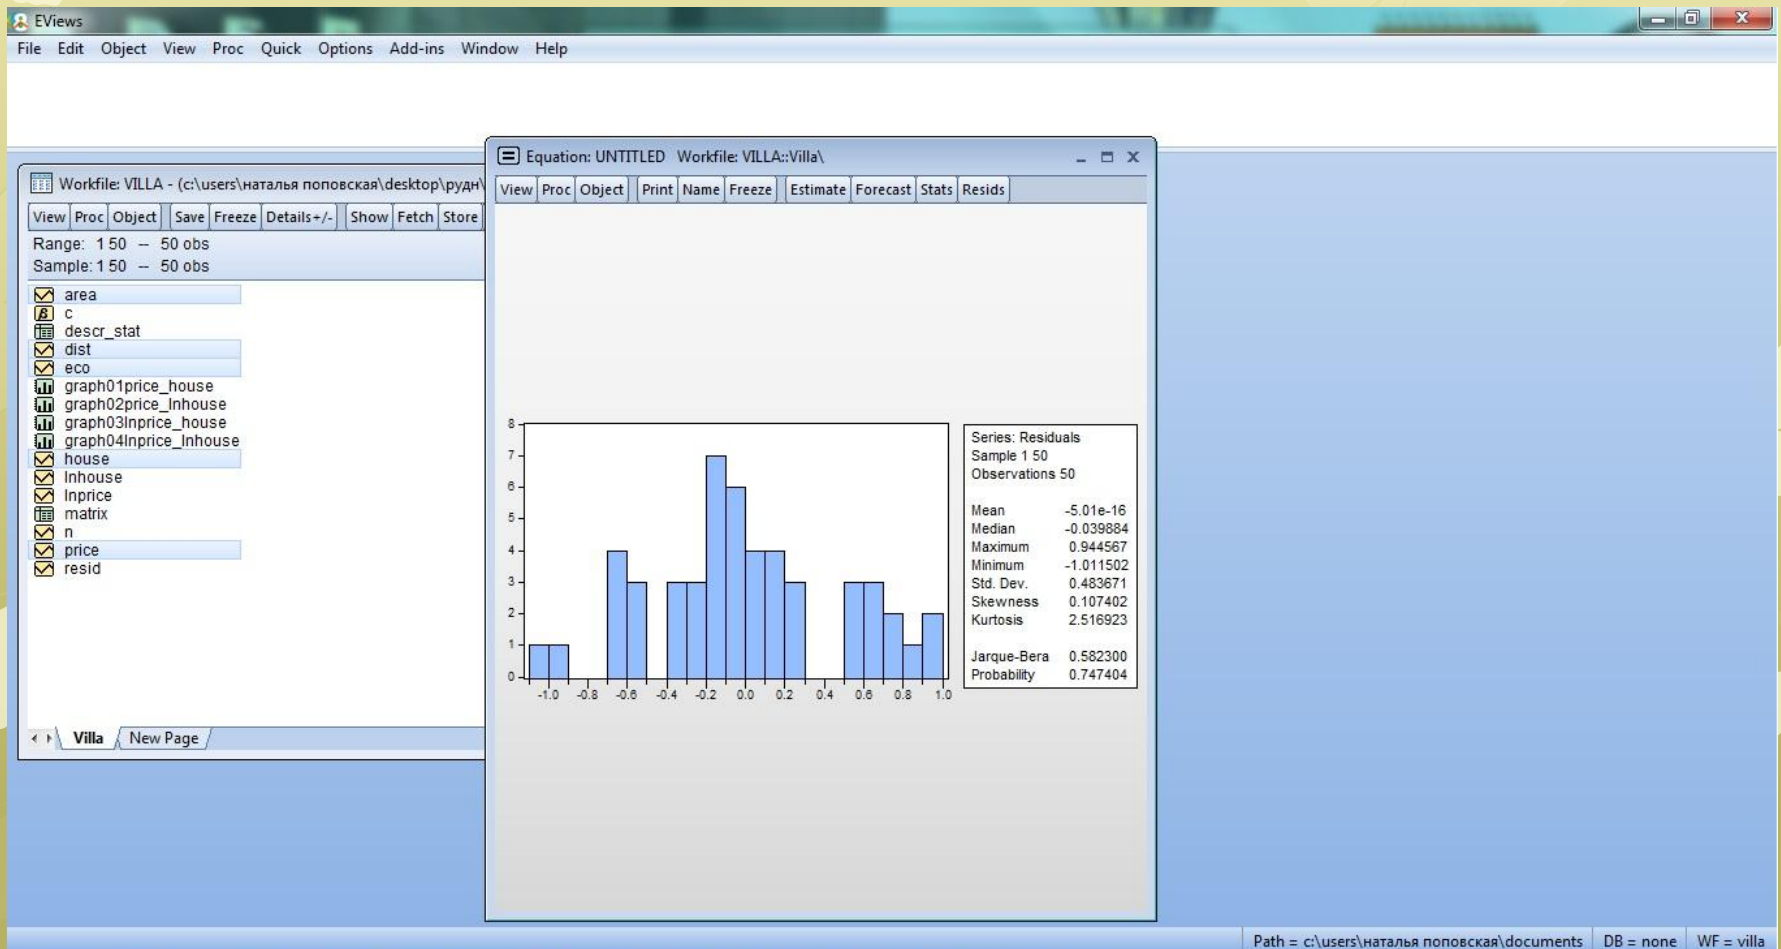 EViews
File Edit Object View Proc Quick Options Add-ins Window Help
Workfile: VILLA - (c:\users\наталья поповская\desktop\рудн\
View Proc Object Save Freeze Details+/- Show Fetch Store
Range: 1 50 -- 50 obs
Sample: 1 50 -- 50 obs
area
c
descr_stat
dist
eco
graph01price_house
graph02price_lnhouse
graph03lnprice_house
graph04lnprice_lnhouse
house
lnhouse
lnprice
matrix
n
price
resid
Villa New Page
Equation: UNTITLED Workfile: VILLA::Villa\
View Proc Object Print Name Freeze Estimate Forecast Stats Resids
8
7
6
5
4
3
2
1
0
-1.0 -0.8 -0.6 -0.4 -0.2 0.0 0.2 0.4 0.6 0.8 1.0
Series: Residuals
Sample 1 50
Observations 50
Mean -5.01e-16
Median -0.039884
Maximum 0.944567
Minimum -1.011502
Std. Dev. 0.483671
Skewness 0.107402
Kurtosis 2.516923
Jarque-Bera 0.582300
Probability 0.747404
Path = c:\users\наталья поповская\documents DB = none WF = villa